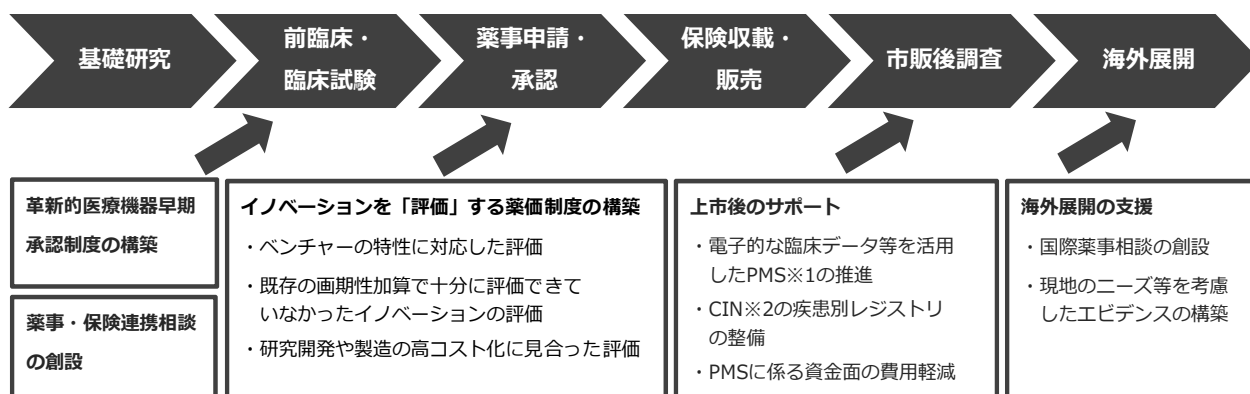 基礎研究
前臨床・
臨床試験
薬事申請・
承認
保険収載・
販売
市販後調査
海外展開
革新的医療機器早期
承認制度の構築
薬事・保険連携相談
の創設
イノベーションを「評価」する薬価制度の構築
・ベンチャーの特性に対応した評価
・既存の画期性加算で十分に評価できて
いなかったイノベーションの評価
・研究開発や製造の高コスト化に見合った評価
上市後のサポート
・電子的な臨床データ等を活用
したPMS※1の推進
・CIN※2の疾患別レジストリ
の整備
・PMSに係る資金面の費用軽減
海外展開の支援
・国際薬事相談の創設
・現地のニーズ等を考慮
したエビデンスの構築